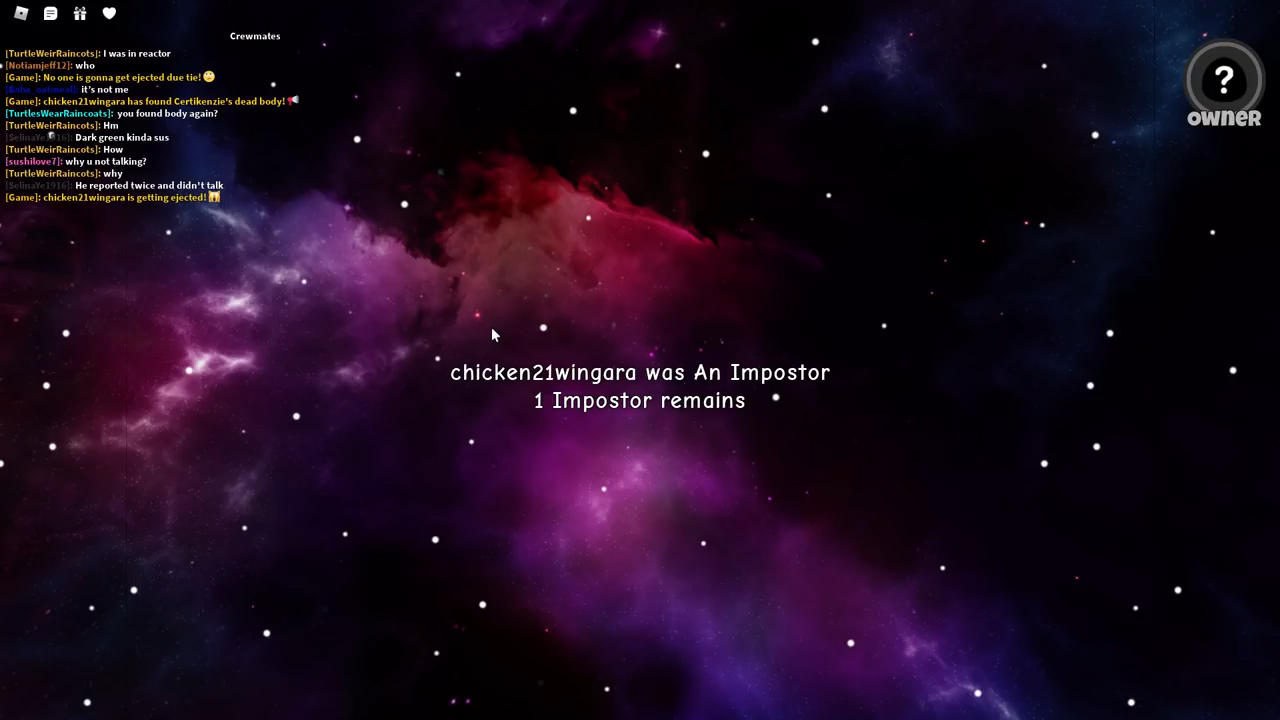 Crewmates
[TurtleWeirRaincots]: I was in reactor
[Notiamjeff12]: who
[Game]: No one is gonna get ejected due tie! 🙄
it's not me
[Game]: chicken21wingara has found Certikenzie's dead body!
[TurtlesWearRaincoats]: you found body again?
[TurtleWeirRaincots]: Hm
Dark green kinda sus
[TurtleWeirRaincots]: How
[sushilove7]: why u not talking?
[TurtleWeirRaincots]: why
[SelinaYe1916]: He reported twice and didn't talk
[Game]: chicken21wingara is getting ejected!
?
OWNER
chicken21wingara was An Impostor
1 Impostor remains